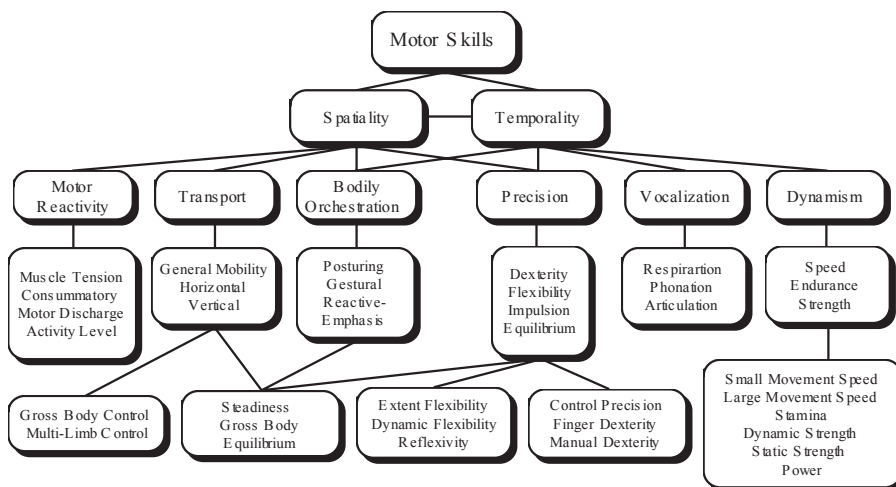 Motor Skills
Spatiality
Temporality
Motor
Reactivity
Transport
Bodily
Orchestration
Precision
Vocalization
Dynamism
Muscle Tension
Consummatory
Motor Discharge
Activity Level
General Mobility
Horizontal
Vertical
Posturing
Gestural
Reactive-
Emphasis
Dexterity
Flexibility
Impulsion
Equilibrium
Respirartion
Phonation
Articulation
Speed
Endurance
Strength
Gross Body Control
Multi-Limb Control
Steadiness
Gross Body
Equilibrium
Extent Flexibility
Dynamic Flexibility
Reflexivity
Control Precision
Finger Dexterity
Manual Dexterity
Small Movement Speed
Large Movement Speed
Stamina
Dynamic Strength
Static Strength
Power